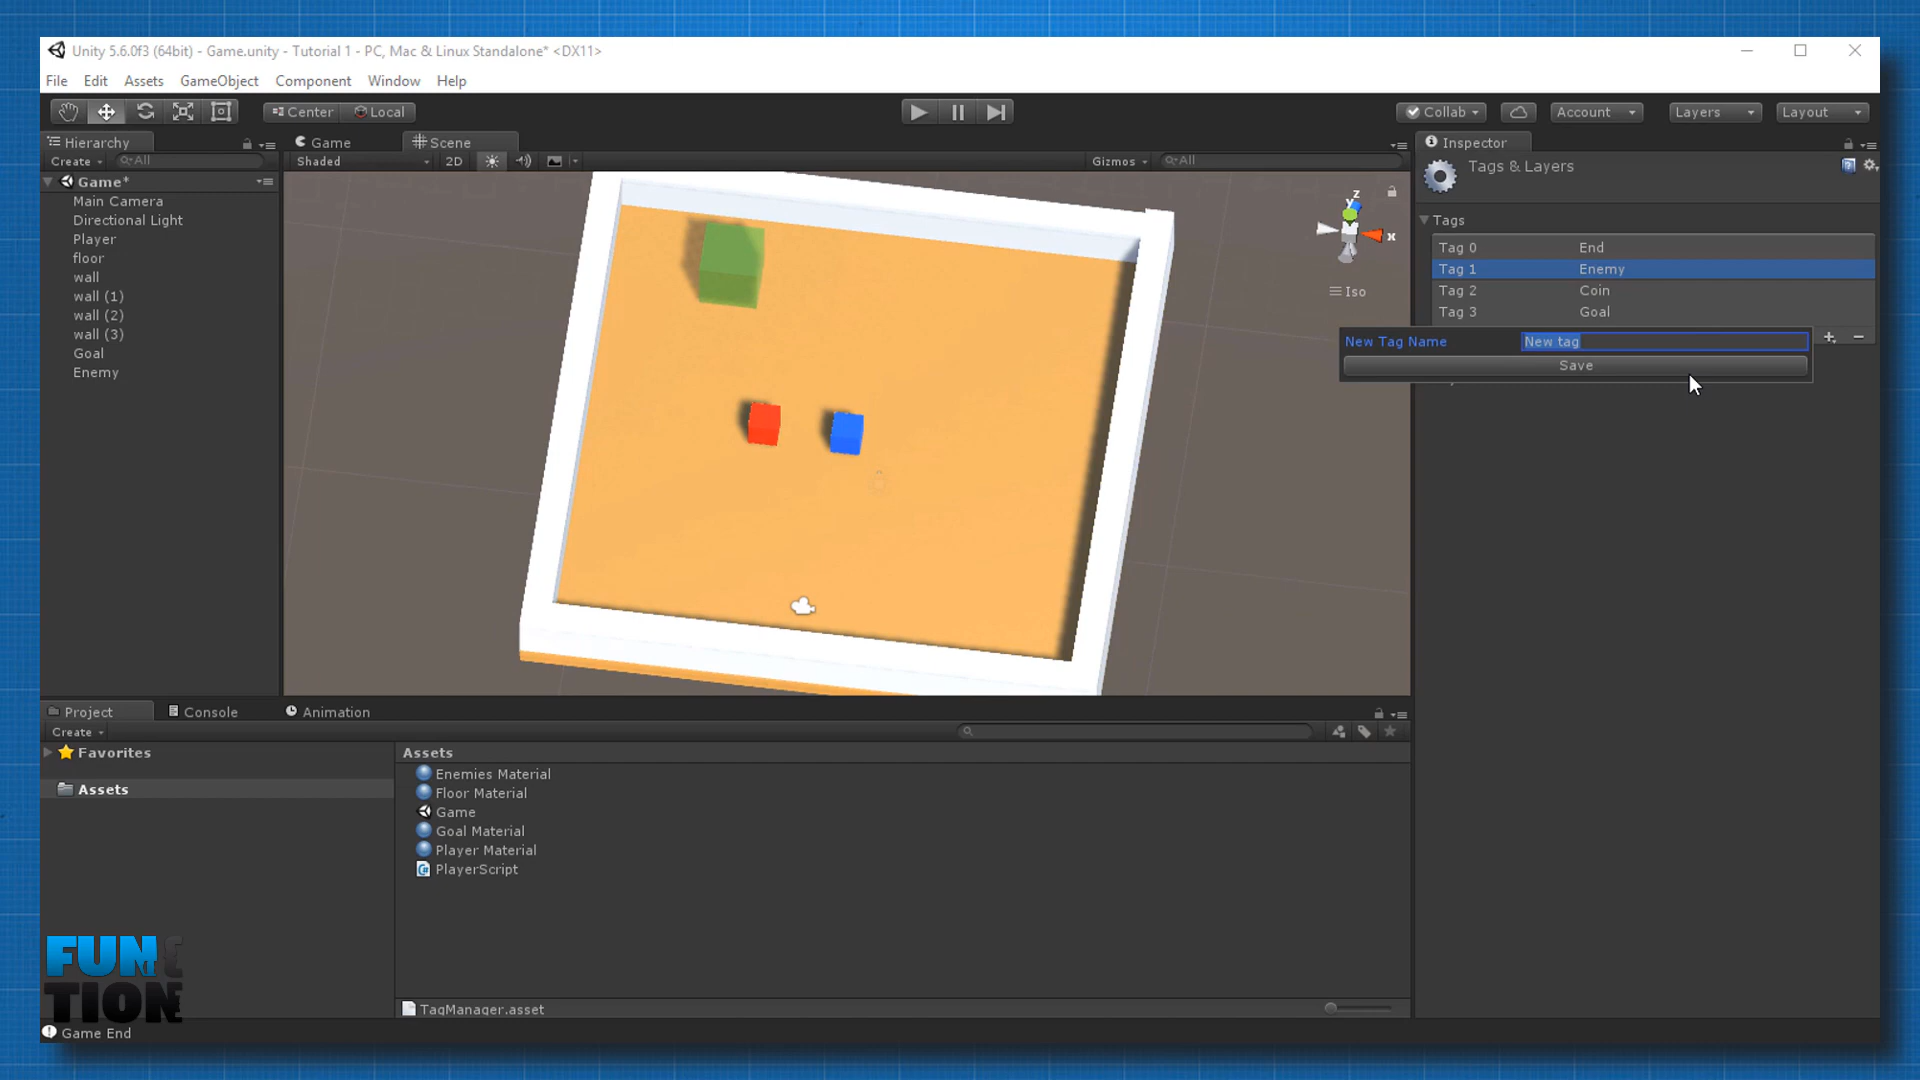 Unity 5.6.0f3 (64bit) - Game.unity - Tutorial 1 - PC, Mac & Linux Standalone* <DX11>
File Edit Assets GameObject Component Window Help
Center Local Collab Account Layers Layout
Hierarchy
Create All
Game*
Main Camera
Directional Light
Player
floor
wall
wall (1)
wall (2)
wall (3)
Goal
Enemy
Game Scene
Shaded 2D Gizmos All
z
y
x
Iso
Inspector
Tags & Layers
Tags
Tag 0 End
Tag 1 Enemy
Tag 2 Coin
Tag 3 Goal
New Tag Name New tag
Save
Project Console Animation
Create
Favorites
Assets
Assets
Enemies Material
Floor Material
Game
Goal Material
Player Material
PlayerScript
TagManager.asset
FUN
TION
Game End